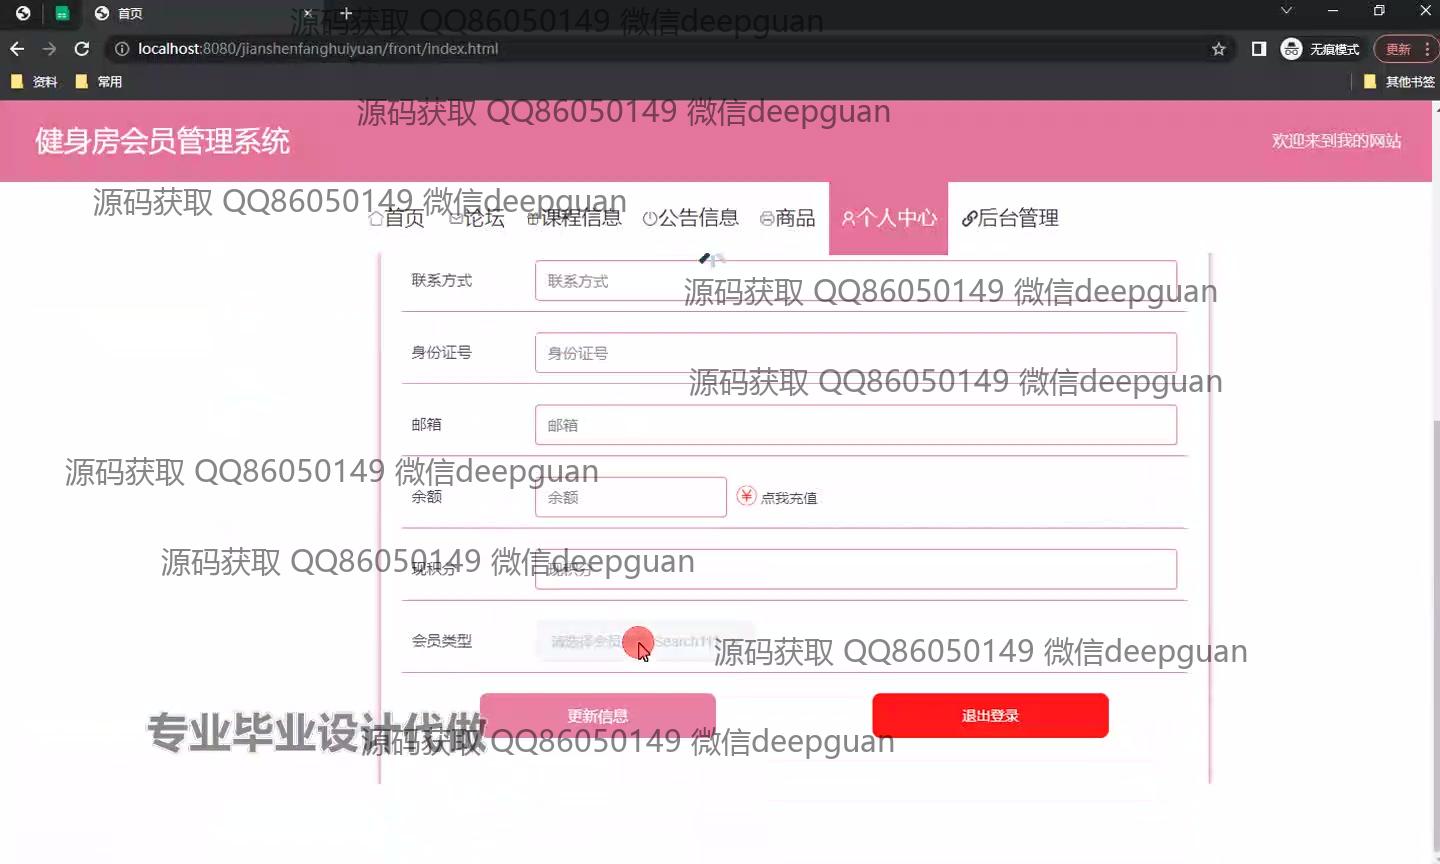 首页
源码获取 QQ86050149 微信deepguan
localhost:8080/jianshenfanghuiyuan/front/index.html
无痕模式
更新
资料
常用
其他书签
源码获取 QQ86050149 微信deepguan
健身房会员管理系统
欢迎来到我的网站
源码获取 QQ86050149 微信deepguan
首页
论坛
课程信息
公告信息
商品
个人中心
后台管理
联系方式
联系方式
源码获取 QQ86050149 微信deepguan
身份证号
身份证号
源码获取 QQ86050149 微信deepguan
邮箱
邮箱
源码获取 QQ86050149 微信deepguan
余额
余额
点我充值
源码获取 QQ86050149 微信deepguan
现积分
现积分
会员类型
请选择会员
源码获取 QQ86050149 微信deepguan
更新信息
退出登录
专业毕业设计代做
源码获取 QQ86050149 微信deepguan